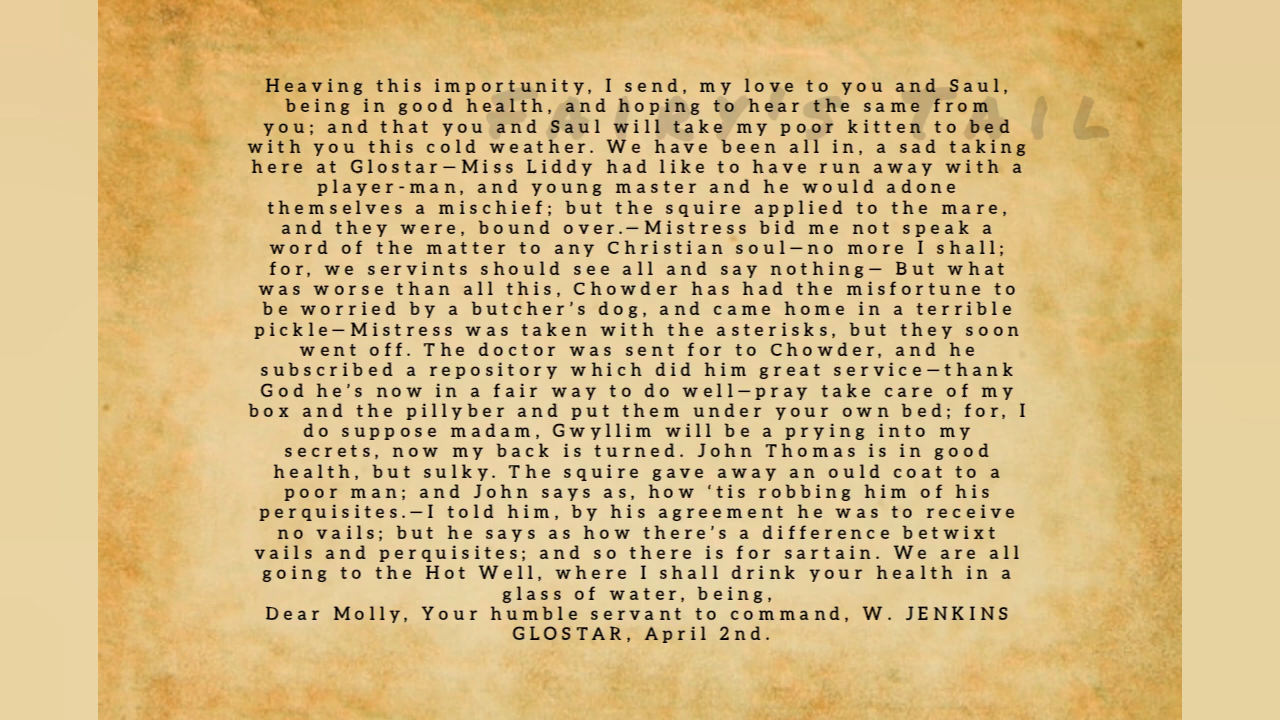 FAIRY'S TAIL
Heaving this importunity, I send, my love to you and Saul,
being in good health, and hoping to hear the same from
you; and that you and Saul will take my poor kitten to bed
with you this cold weather. We have been all in, a sad taking
here at Glostar—Miss Liddy had like to have run away with a
player-man, and young master and he would adone
themselves a mischief; but the squire applied to the mare,
and they were, bound over.—Mistress bid me not speak a
word of the matter to any Christian soul—no more I shall;
for, we servints should see all and say nothing— But what
was worse than all this, Chowder has had the misfortune to
be worried by a butcher’s dog, and came home in a terrible
pickle—Mistress was taken with the asterisks, but they soon
went off. The doctor was sent for to Chowder, and he
subscribed a repository which did him great service—thank
God he’s now in a fair way to do well—pray take care of my
box and the pillyber and put them under your own bed; for, I
do suppose madam, Gwyllim will be a prying into my
secrets, now my back is turned. John Thomas is in good
health, but sulky. The squire gave away an ould coat to a
poor man; and John says as, how ‘tis robbing him of his
perquisites.—I told him, by his agreement he was to receive
no vails; but he says as how there’s a difference betwixt
vails and perquisites; and so there is for sartain. We are all
going to the Hot Well, where I shall drink your health in a
glass of water, being,
Dear Molly, Your humble servant to command, W. JENKINS
GLOSTAR, April 2nd.